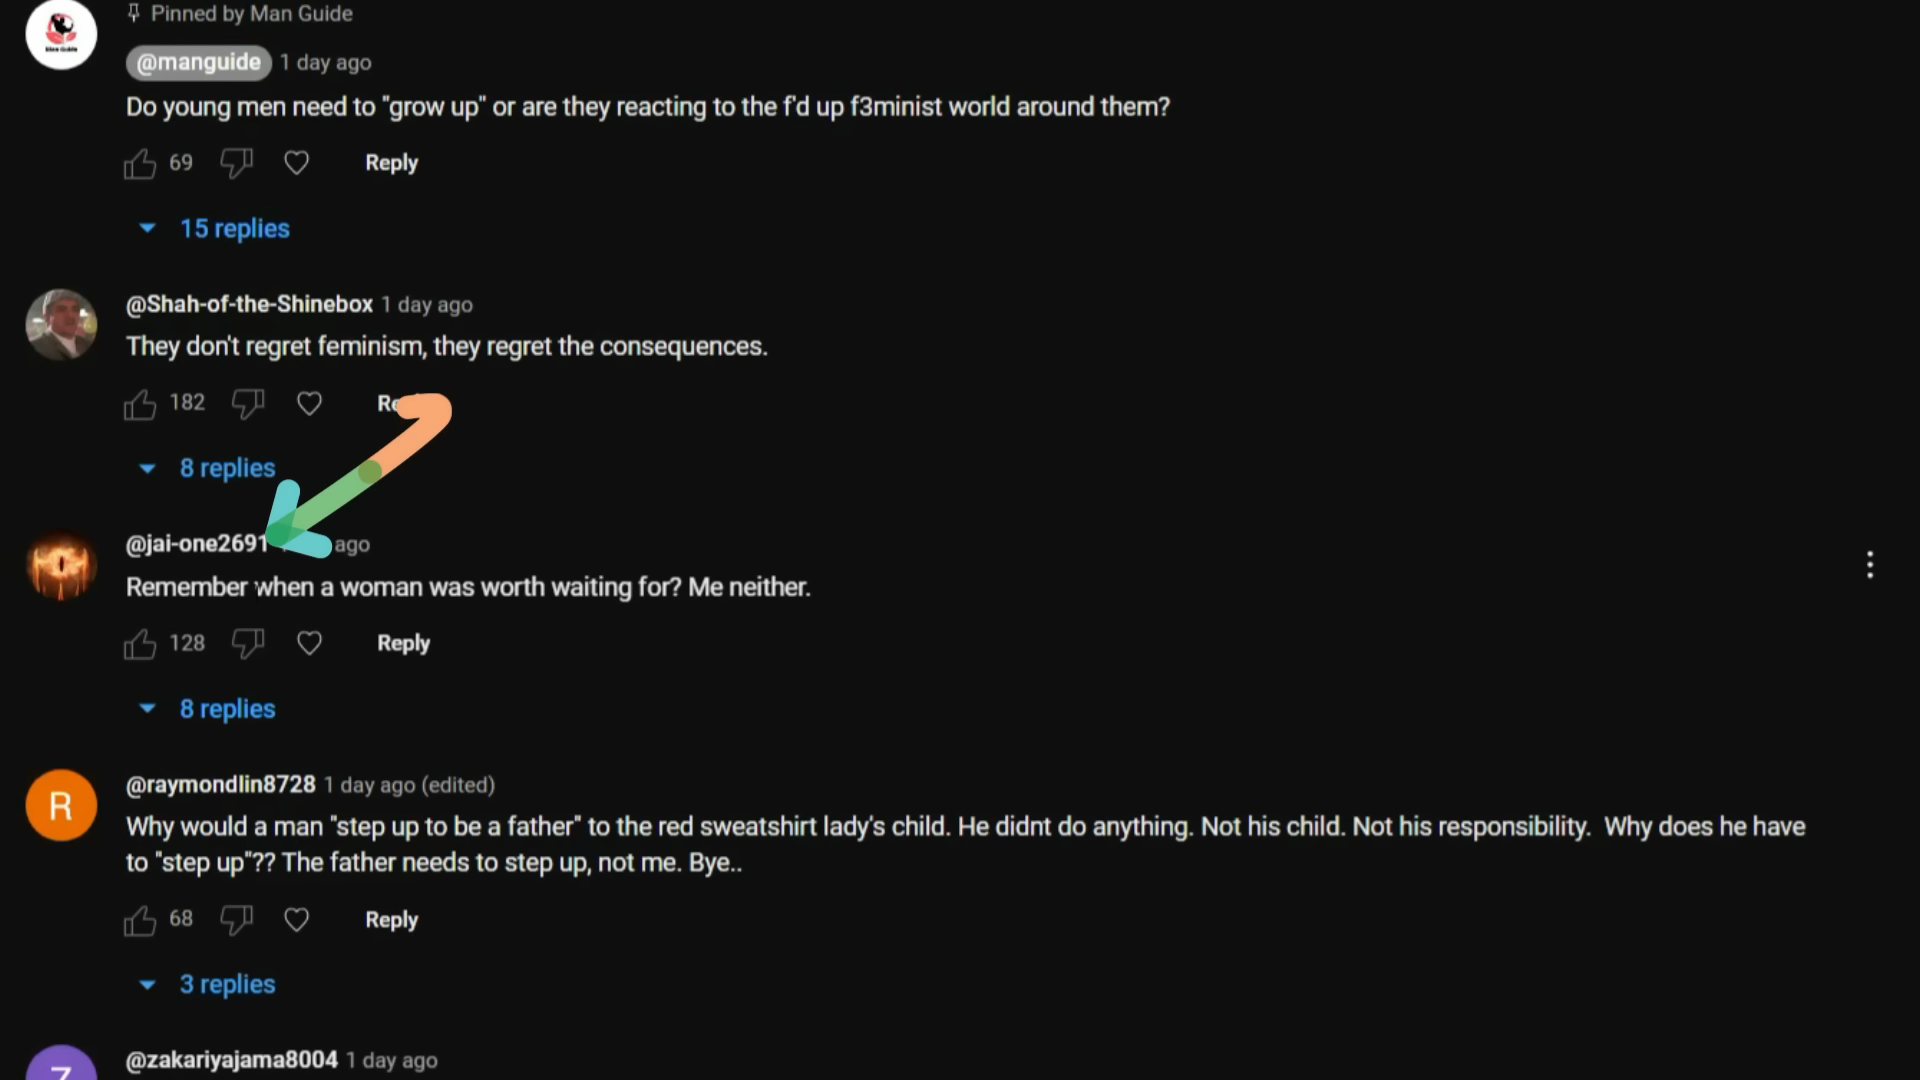 Pinned by Man Guide
@manguide 1 day ago
Do young men need to "grow up" or are they reacting to the f'd up f3minist world around them?
69 Reply
15 replies
@Shah-of-the-Shinebox 1 day ago
They don't regret feminism, they regret the consequences.
182
8 replies
@jai-one2691 ago
Remember when a woman was worth waiting for? Me neither.
128 Reply
8 replies
@raymondlin8728 1 day ago (edited)
R
Why would a man "step up to be a father" to the red sweatshirt lady's child. He didnt do anything. Not his child. Not his responsibility. Why does he have
to "step up"?? The father needs to step up, not me. Bye..
68 Reply
3 replies
@zakariyajama8004 1 day ago
Z